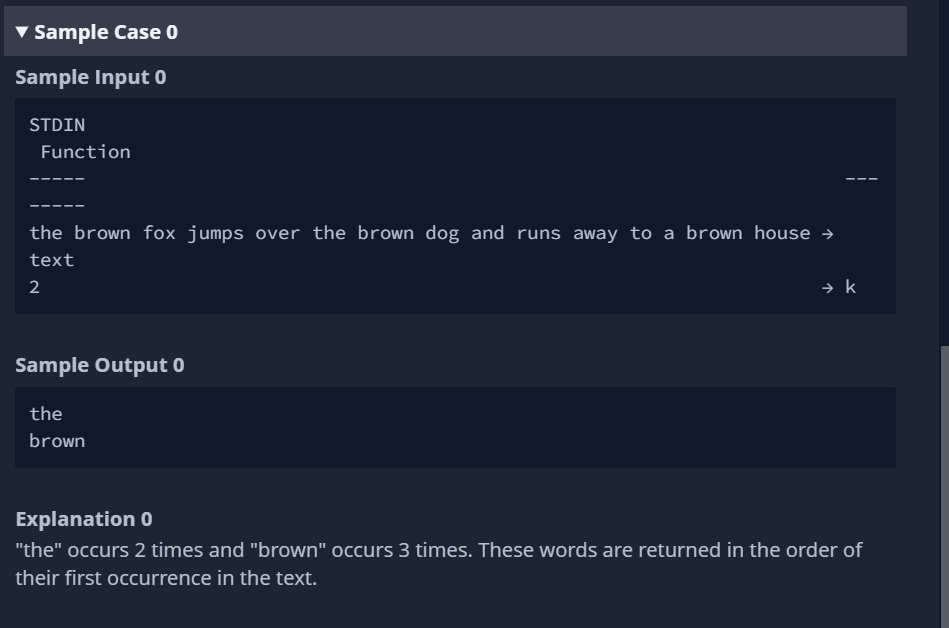 ▼ Sample Case 0
Sample Input 0
STDIN
 Function
-----                                                                    ---
-----
the brown fox jumps over the brown dog and runs away to a brown house →
text
2                                                                      → k
Sample Output 0
the
brown
Explanation 0
"the" occurs 2 times and "brown" occurs 3 times. These words are returned in the order of
their first occurrence in the text.